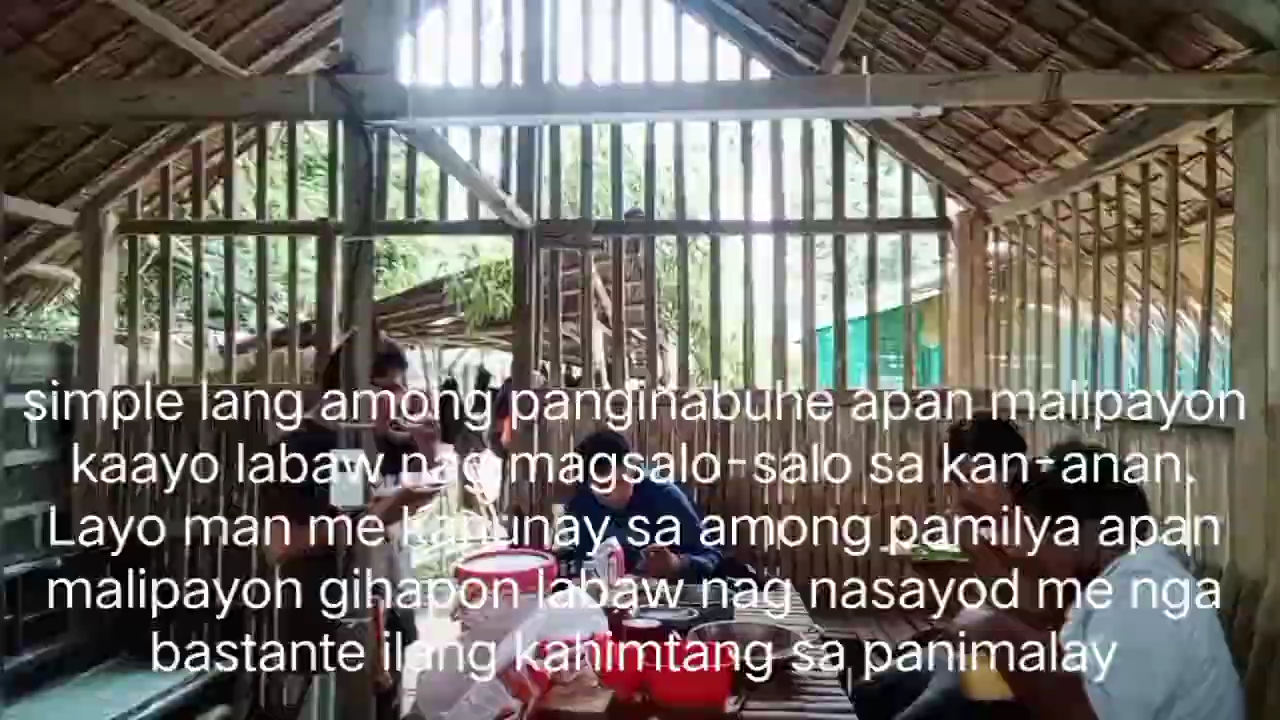 simple lang among panginabuhe apan malipayon
kaayo labaw nag magsalo-salo sa kan-anan.
Layo man me kanunay sa among pamilya apan
malipayon gihapon labaw nag nasayod me nga
bastante ilang kahimtang sa panimalay